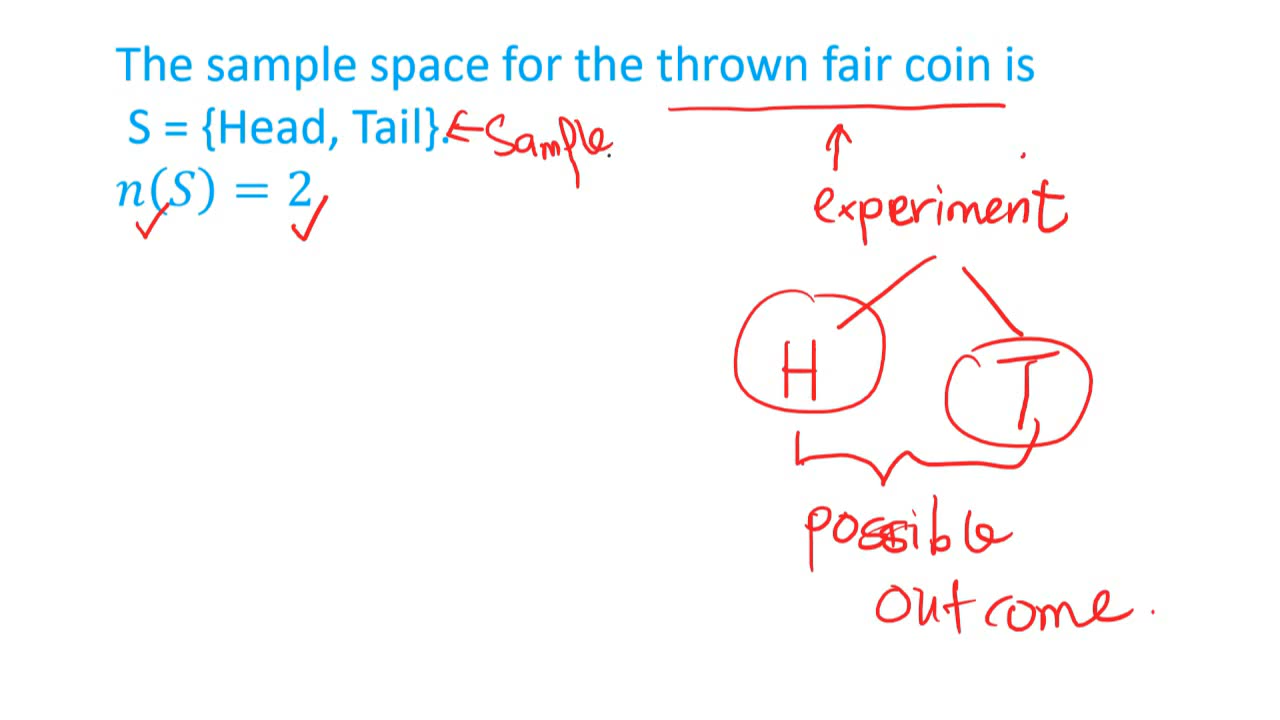 The sample space for the thrown fair coin is
S = {Head, Tail}. Sample
n(S) = 2
experiment
H T
possible
outcome.